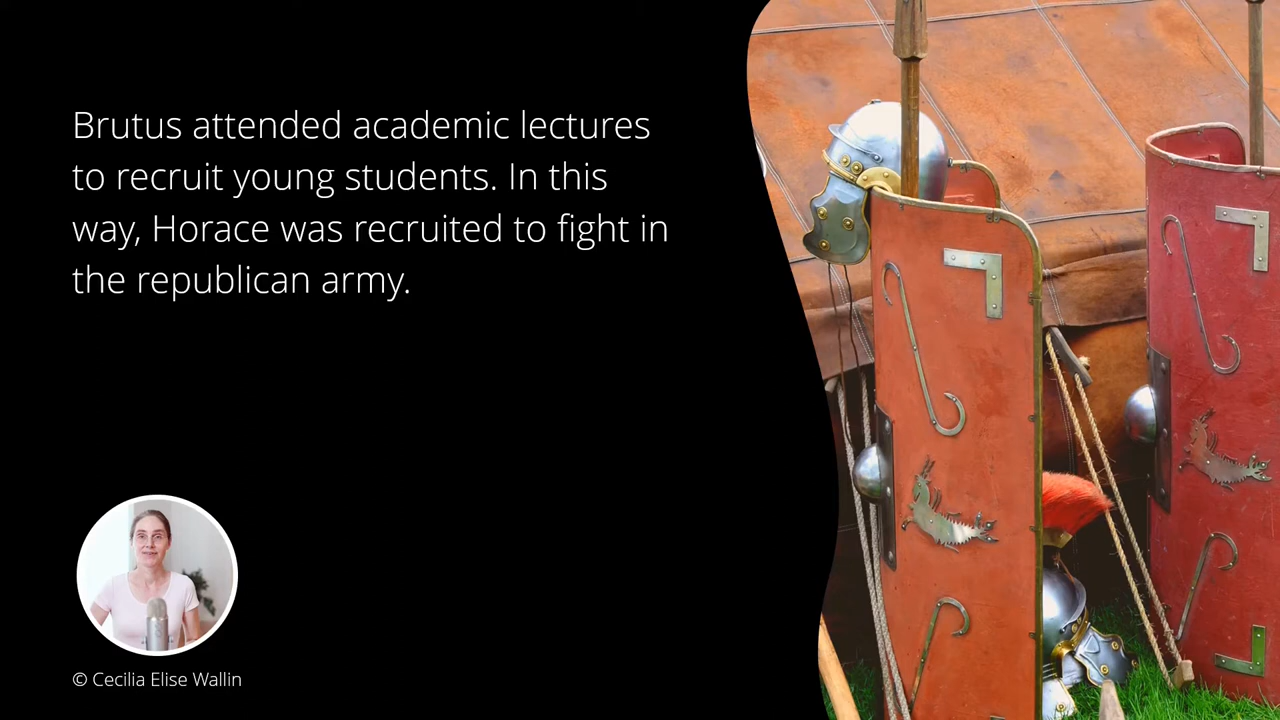 Brutus attended academic lectures
to recruit young students. In this
way, Horace was recruited to fight in
the republican army.
© Cecilia Elise Wallin